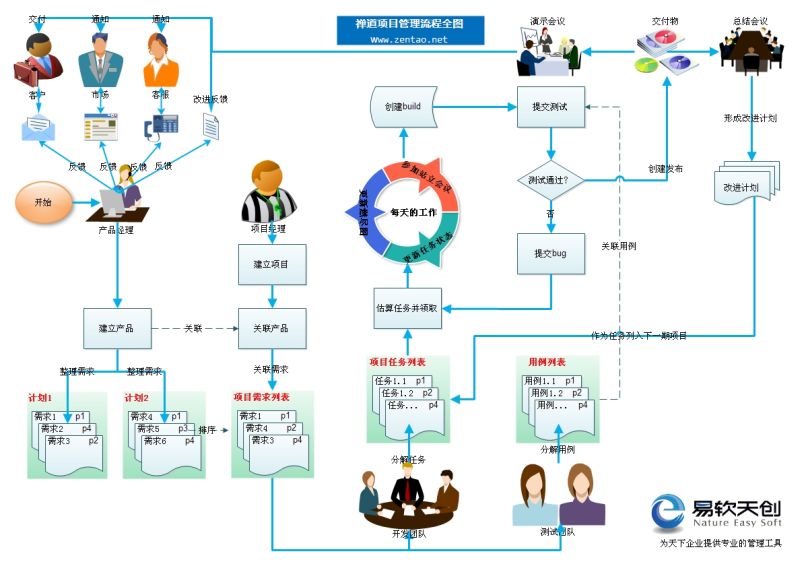 禅道项目管理流程全图
www.zentao.net
交付
通知
通知
演示会议
交付物
总结会议
客户
市场
客服
改进反馈
创建build
提交测试
形成改进计划
参加站立会议
反馈
反馈
反馈
反馈
测试通过?
创建发布
改进计划
开始
每天的工作
否
产品经理
项目经理
更新任务状态
关联用例
建立项目
提交bug
估算任务并领取
建立产品
关联
关联产品
作为任务列入下一期项目
整理需求
整理需求
关联需求
项目任务列表
用例列表
任务1.1 p1
任务1.2 p2
任务... p4
用例1.1 p1
用例1.2 p2
用例... p4
计划1
计划2
项目需求列表
需求1 p1
需求2 p4
需求3 p2
需求4 p1
需求5 p3
需求6 p4
排序
需求1 p1
需求4 p2
需求3 p4
分解任务
分解用例
开发团队
测试团队
易软天创
Nature Easy Soft
为天下企业提供专业的管理工具